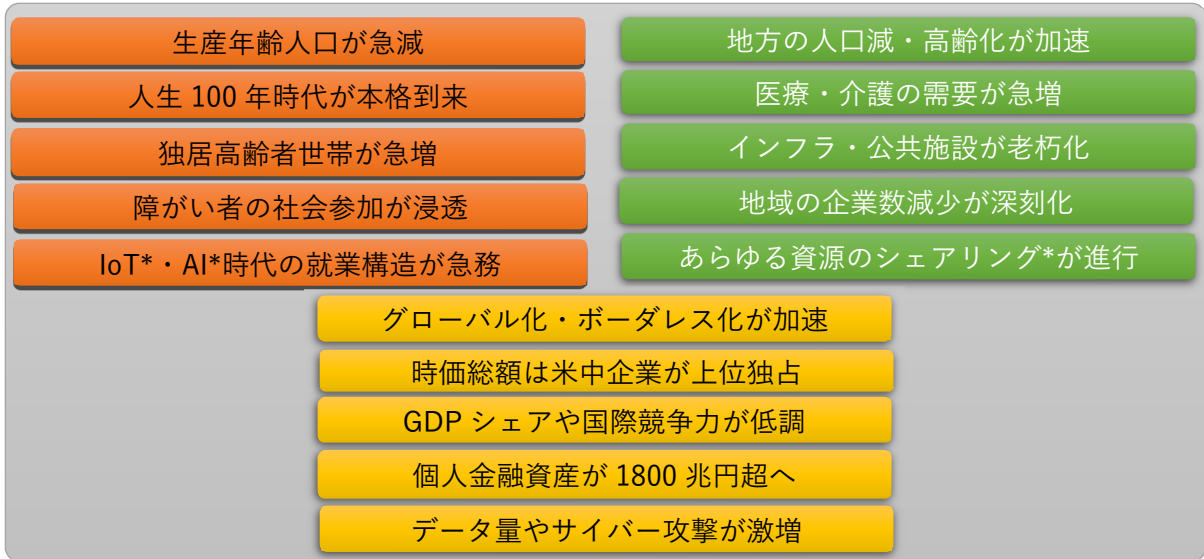 生産年齢人口が急減
人生 100 年時代が本格到来
独居高齢者世帯が急増
障がい者の社会参加が浸透
IoT*・AI*時代の就業構造が急務
地方の人口減・高齢化が加速
医療・介護の需要が急増
インフラ・公共施設が老朽化
地域の企業数減少が深刻化
あらゆる資源のシェアリング*が進行
グローバル化・ボーダレス化が加速
時価総額は米中企業が上位独占
GDP シェアや国際競争力が低調
個人金融資産が 1800 兆円超へ
データ量やサイバー攻撃が激増